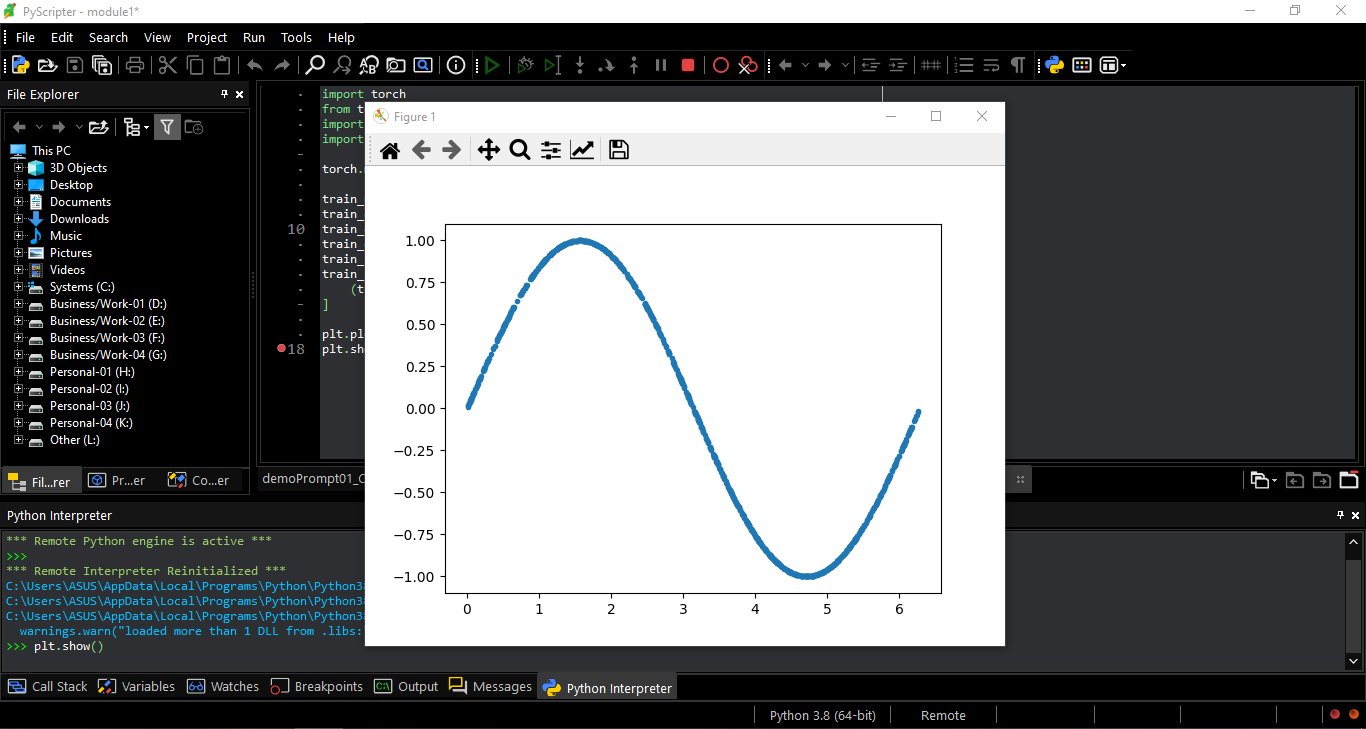 PyScripter - module1*
File Edit Search View Project Run Tools Help
File Explorer
This PC
3D Objects
Desktop
Documents
Downloads
Music
Pictures
Videos
Systems (C:)
Business/Work-01 (D:)
Business/Work-02 (E:)
Business/Work-03 (F:)
Business/Work-04 (G:)
Personal-01 (H:)
Personal-02 (I:)
Personal-03 (J:)
Personal-04 (K:)
Other (L:)
Fil...rer Pr...er Co...er
import torch
from t
import
import
torch.
train_
train_
10 train_
train_
train_
train_
(t
]
plt.pl
18 plt.sh
demoPrompt01_C
Figure 1
1.00
0.75
0.50
0.25
0.00
−0.25
−0.50
−0.75
−1.00
0 1 2 3 4 5 6
Python Interpreter
*** Remote Python engine is active ***
>>>
*** Remote Interpreter Reinitialized ***
C:\Users\ASUS\AppData\Local\Programs\Python\Python3
C:\Users\ASUS\AppData\Local\Programs\Python\Python3
C:\Users\ASUS\AppData\Local\Programs\Python\Python3
warnings.warn("loaded more than 1 DLL from .libs:
>>> plt.show()
Call Stack Variables Watches Breakpoints Output Messages Python Interpreter
Python 3.8 (64-bit) Remote